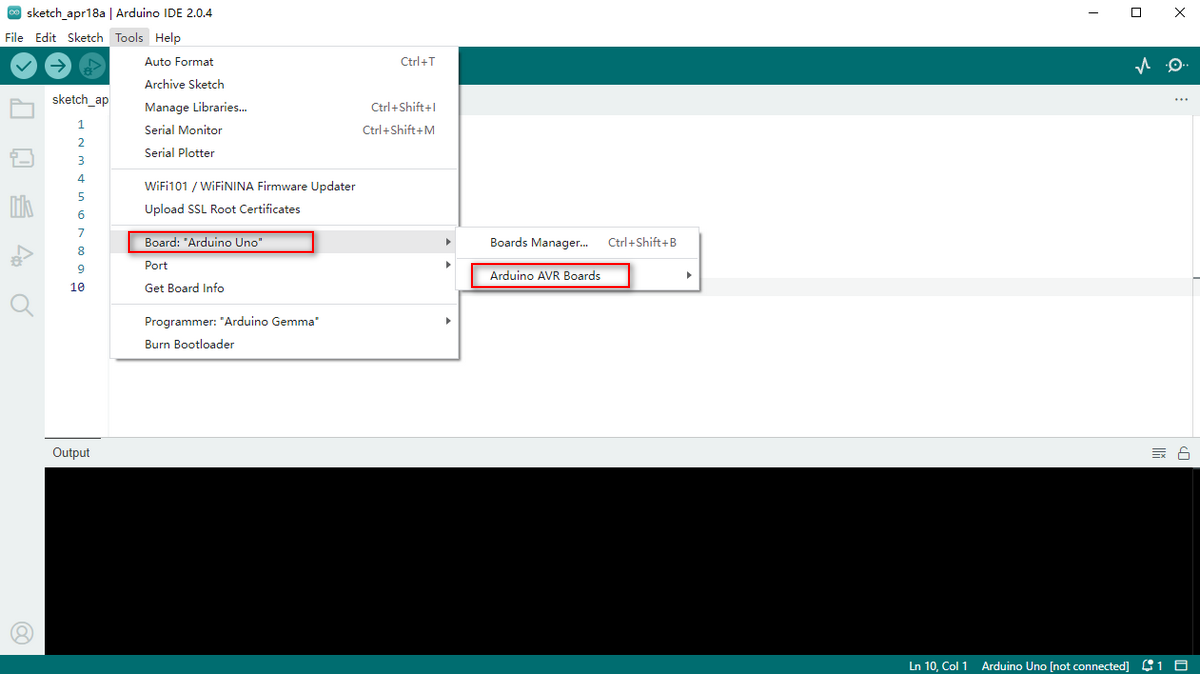 sketch_apr18a | Arduino IDE 2.0.4
File Edit Sketch Tools Help
sketch_ap
Auto Format Ctrl+T
Archive Sketch
Manage Libraries... Ctrl+Shift+I
Serial Monitor Ctrl+Shift+M
Serial Plotter
WiFi101 / WiFiNINA Firmware Updater
Upload SSL Root Certificates
Board: "Arduino Uno"
Port
Get Board Info
Programmer: "Arduino Gemma"
Burn Bootloader
Boards Manager... Ctrl+Shift+B
Arduino AVR Boards
1
2
3
4
5
6
7
8
9
10
Output
Ln 10, Col 1 Arduino Uno [not connected] 1